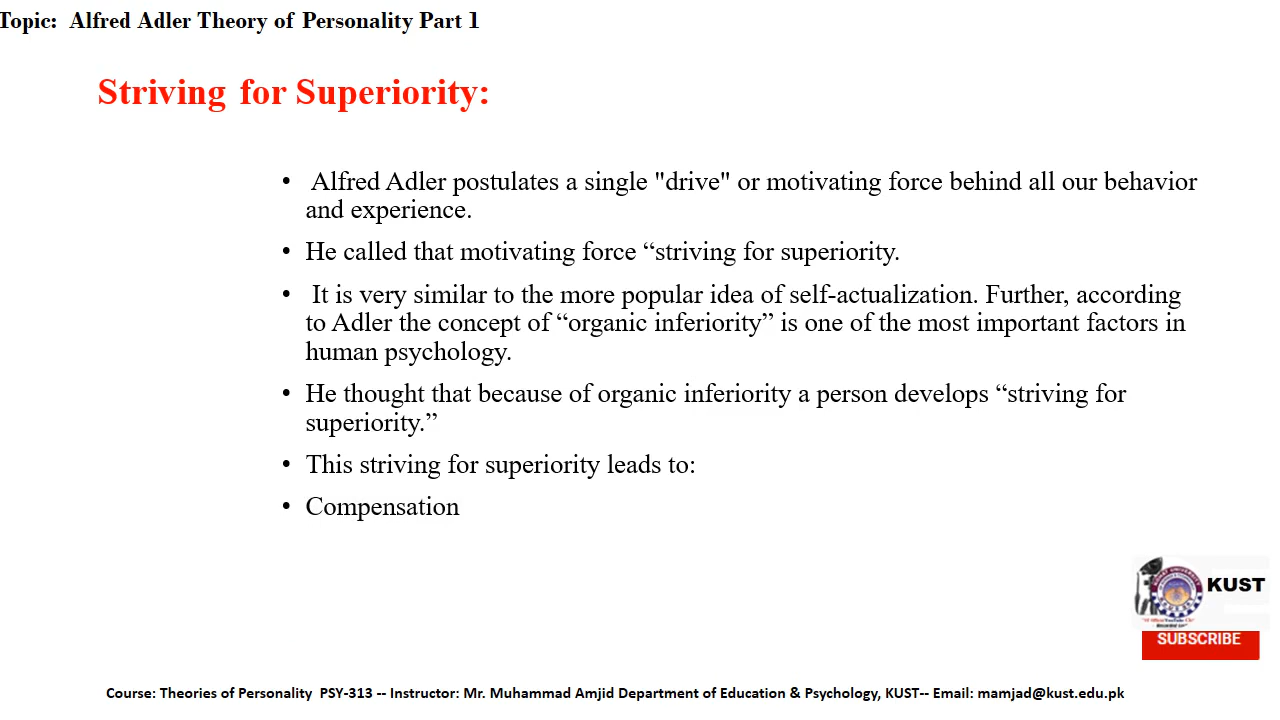 Topic: Alfred Adler Theory of Personality Part 1
Striving for Superiority:
• Alfred Adler postulates a single "drive" or motivating force behind all our behavior
and experience.
• He called that motivating force “striving for superiority.
• It is very similar to the more popular idea of self-actualization. Further, according
to Adler the concept of “organic inferiority” is one of the most important factors in
human psychology.
• He thought that because of organic inferiority a person develops “striving for
superiority.”
• This striving for superiority leads to:
• Compensation
KUST
SUBSCRIBE
Course: Theories of Personality PSY-313 -- Instructor: Mr. Muhammad Amjid Department of Education & Psychology, KUST-- Email: mamjad@kust.edu.pk